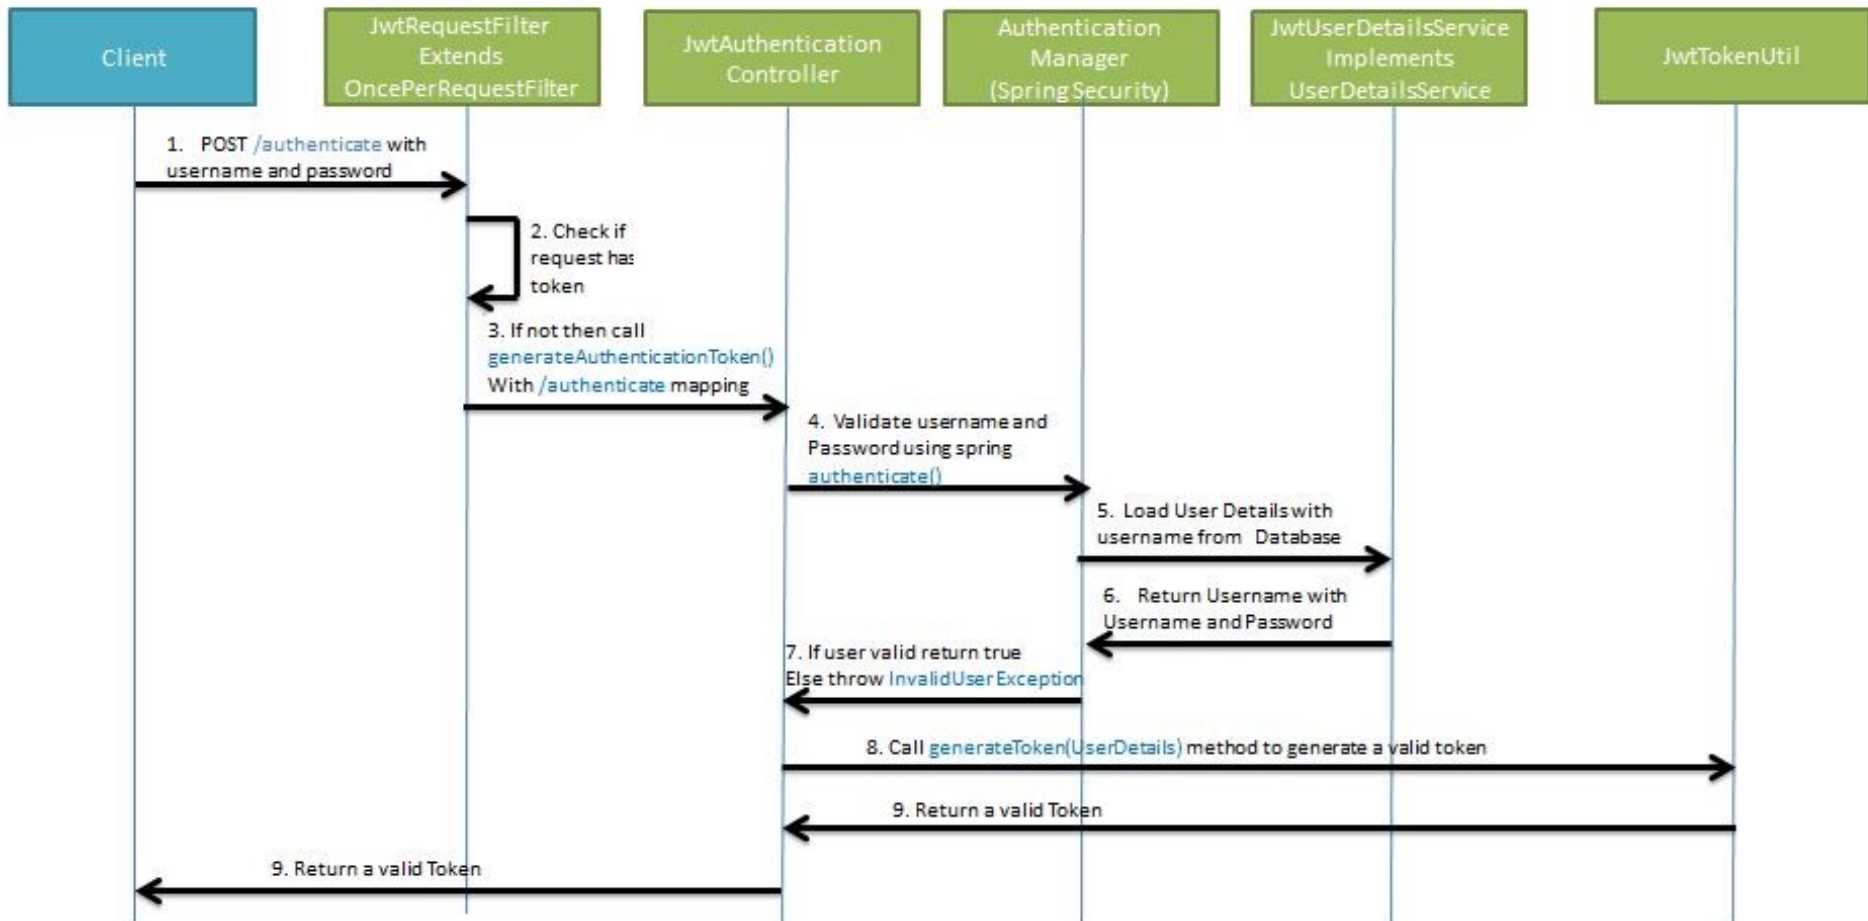 Client
JwtRequestFilter
Extends
OncePerRequestFilter
JwtAuthentication
Controller
Authentication
Manager
(Spring Security)
JwtUserDetailsService
Implements
UserDetailsService
JwtTokenUtil
1. POST /authenticate with
username and password
2. Check if
request has
token
3. If not then call
generateAuthenticationToken()
With /authenticate mapping
4. Validate username and
Password using spring
authenticate()
5. Load User Details with
username from Database
6. Return Username with
Username and Password
7. If user valid return true
Else throw InvalidUserException
8. Call generateToken(UserDetails) method to generate a valid token
9. Return a valid Token
9. Return a valid Token